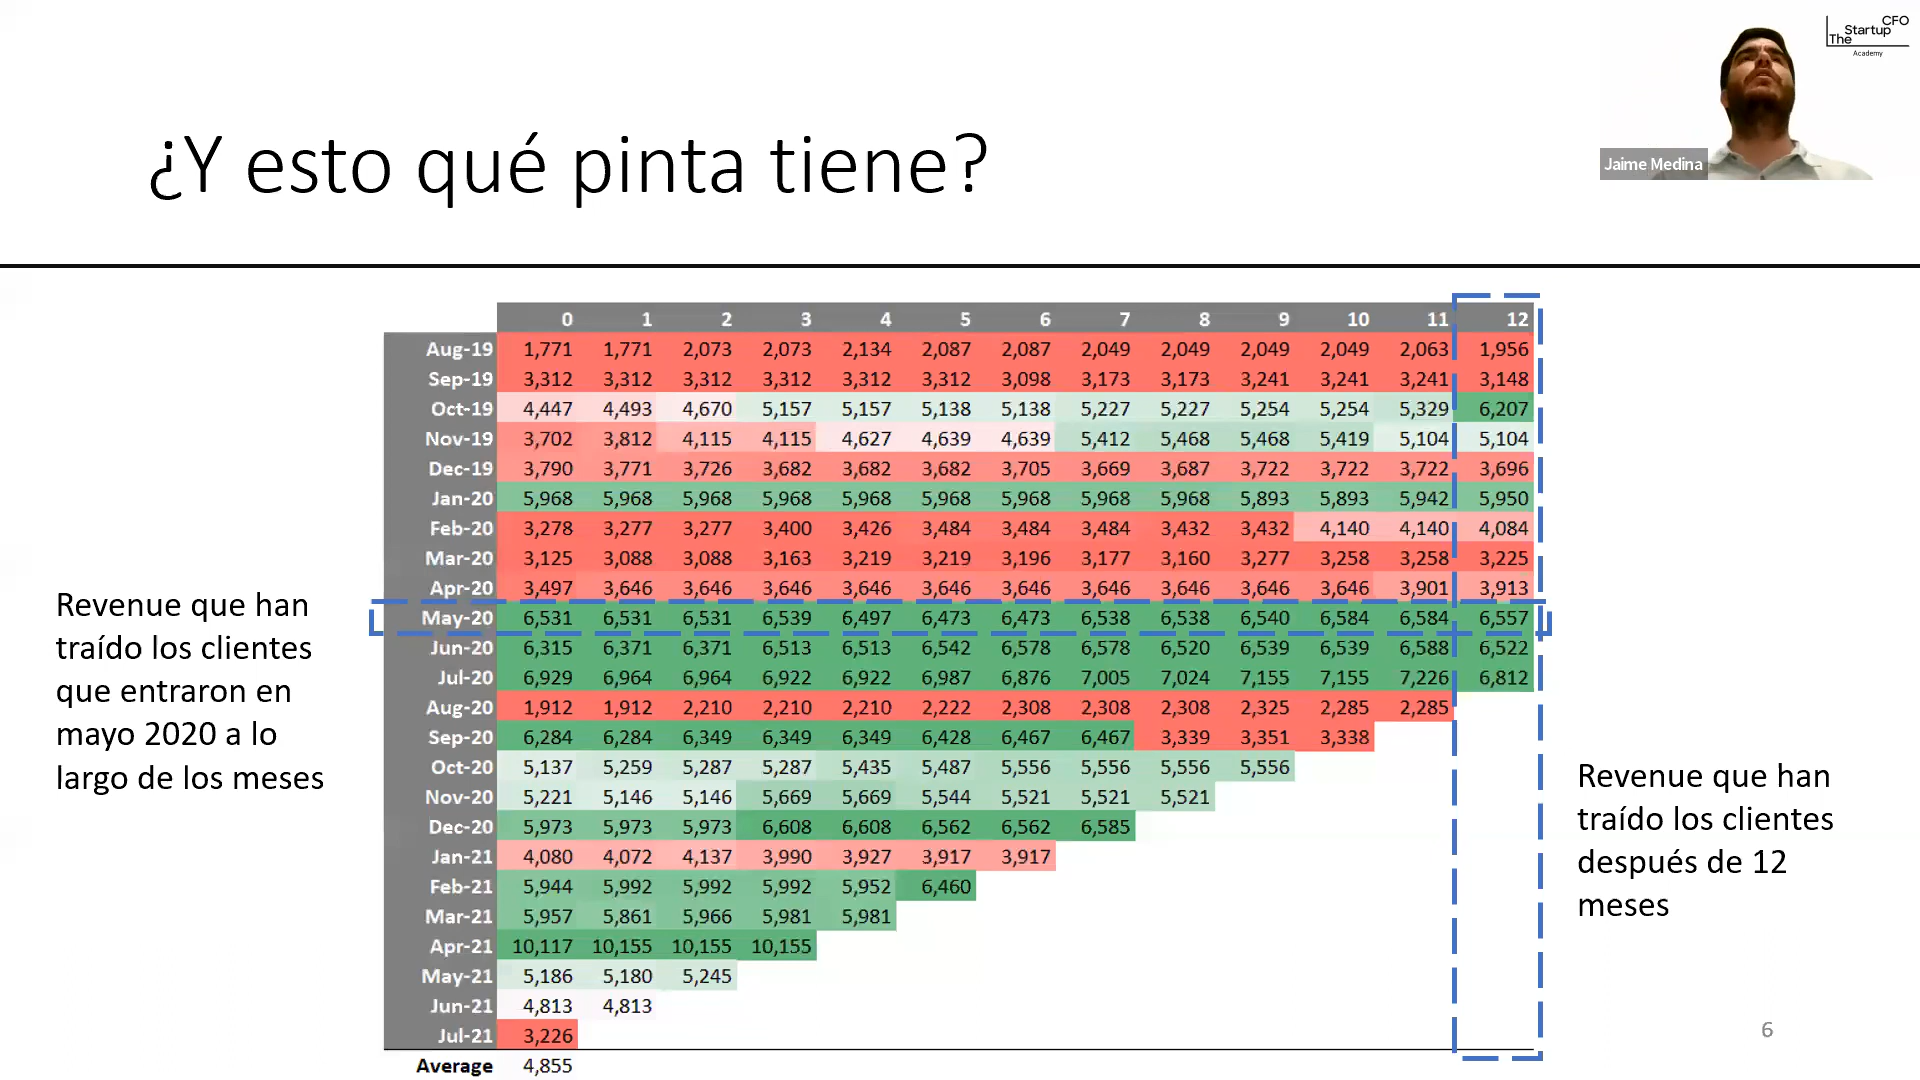 The Startup CFO
Academy
Jaime Medina
¿Y esto qué pinta tiene?
0 1 2 3 4 5 6 7 8 9 10 11 12
Aug-19 1,771 1,771 2,073 2,073 2,134 2,087 2,087 2,049 2,049 2,049 2,049 2,063 1,956
Sep-19 3,312 3,312 3,312 3,312 3,312 3,312 3,098 3,173 3,173 3,241 3,241 3,241 3,148
Oct-19 4,447 4,493 4,670 5,157 5,157 5,138 5,138 5,227 5,227 5,254 5,254 5,329 6,207
Nov-19 3,702 3,812 4,115 4,115 4,627 4,639 4,639 5,412 5,468 5,468 5,419 5,104 5,104
Dec-19 3,790 3,771 3,726 3,682 3,682 3,682 3,705 3,669 3,687 3,722 3,722 3,722 3,696
Jan-20 5,968 5,968 5,968 5,968 5,968 5,968 5,968 5,968 5,968 5,893 5,893 5,942 5,950
Feb-20 3,278 3,277 3,277 3,400 3,426 3,484 3,484 3,484 3,432 3,432 4,140 4,140 4,084
Mar-20 3,125 3,088 3,088 3,163 3,219 3,219 3,196 3,177 3,160 3,277 3,258 3,258 3,225
Apr-20 3,497 3,646 3,646 3,646 3,646 3,646 3,646 3,646 3,646 3,646 3,646 3,901 3,913
May-20 6,531 6,531 6,531 6,539 6,497 6,473 6,473 6,538 6,538 6,540 6,584 6,584 6,557
Jun-20 6,315 6,371 6,371 6,513 6,513 6,542 6,578 6,578 6,520 6,539 6,539 6,588 6,522
Jul-20 6,929 6,964 6,964 6,922 6,922 6,987 6,876 7,005 7,024 7,155 7,155 7,226 6,812
Aug-20 1,912 1,912 2,210 2,210 2,210 2,222 2,308 2,308 2,308 2,325 2,285 2,285
Sep-20 6,284 6,284 6,349 6,349 6,349 6,428 6,467 6,467 3,339 3,351 3,338
Oct-20 5,137 5,259 5,287 5,287 5,435 5,487 5,556 5,556 5,556 5,556
Nov-20 5,221 5,146 5,146 5,669 5,669 5,544 5,521 5,521 5,521
Dec-20 5,973 5,973 5,973 6,608 6,608 6,562 6,562 6,585
Jan-21 4,080 4,072 4,137 3,990 3,927 3,917 3,917
Feb-21 5,944 5,992 5,992 5,992 5,952 6,460
Mar-21 5,957 5,861 5,966 5,981 5,981
Apr-21 10,117 10,155 10,155 10,155
May-21 5,186 5,180 5,245
Jun-21 4,813 4,813
Jul-21 3,226
Average 4,855
Revenue que han
traído los clientes
que entraron en
mayo 2020 a lo
largo de los meses
Revenue que han
traído los clientes
después de 12
meses
6